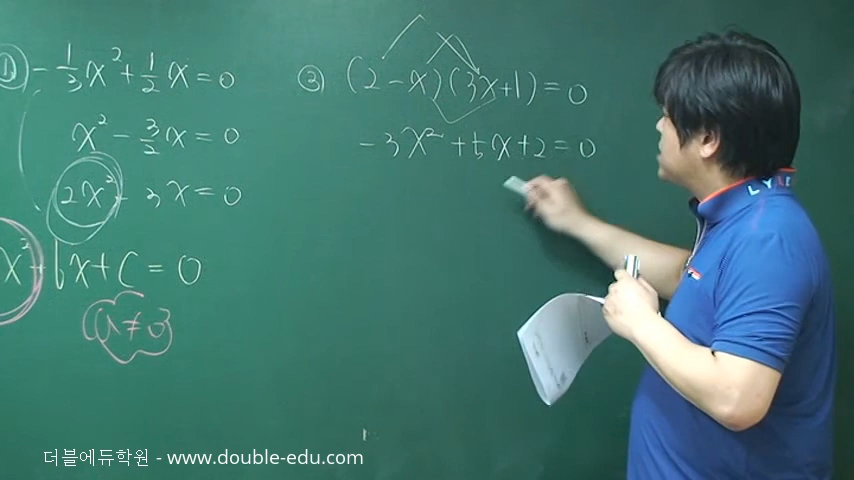 ① -1/3x² + 1/2x = 0
x² - 3/2x = 0
2x² - 3x = 0
x² + bx + c = 0
(a ≠ 0)
② (2-x)(3x+1) = 0
-3x² + 5x + 2 = 0
더블에듀학원 - www.double-edu.com